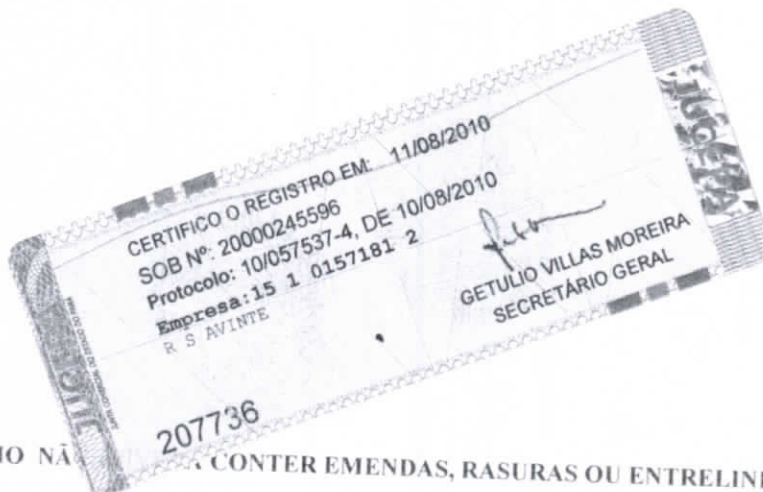 CERTIFICO O REGISTRO EM: 11/08/2010
SOB Nº: 20000245596
Protocolo: 10/057537-4, DE 10/08/2010
Empresa:15 1 0157181 2
R S AVINTE
GETULIO VILLAS MOREIRA
SECRETÁRIO GERAL
207736
CONTER EMENDAS, RASURAS OU